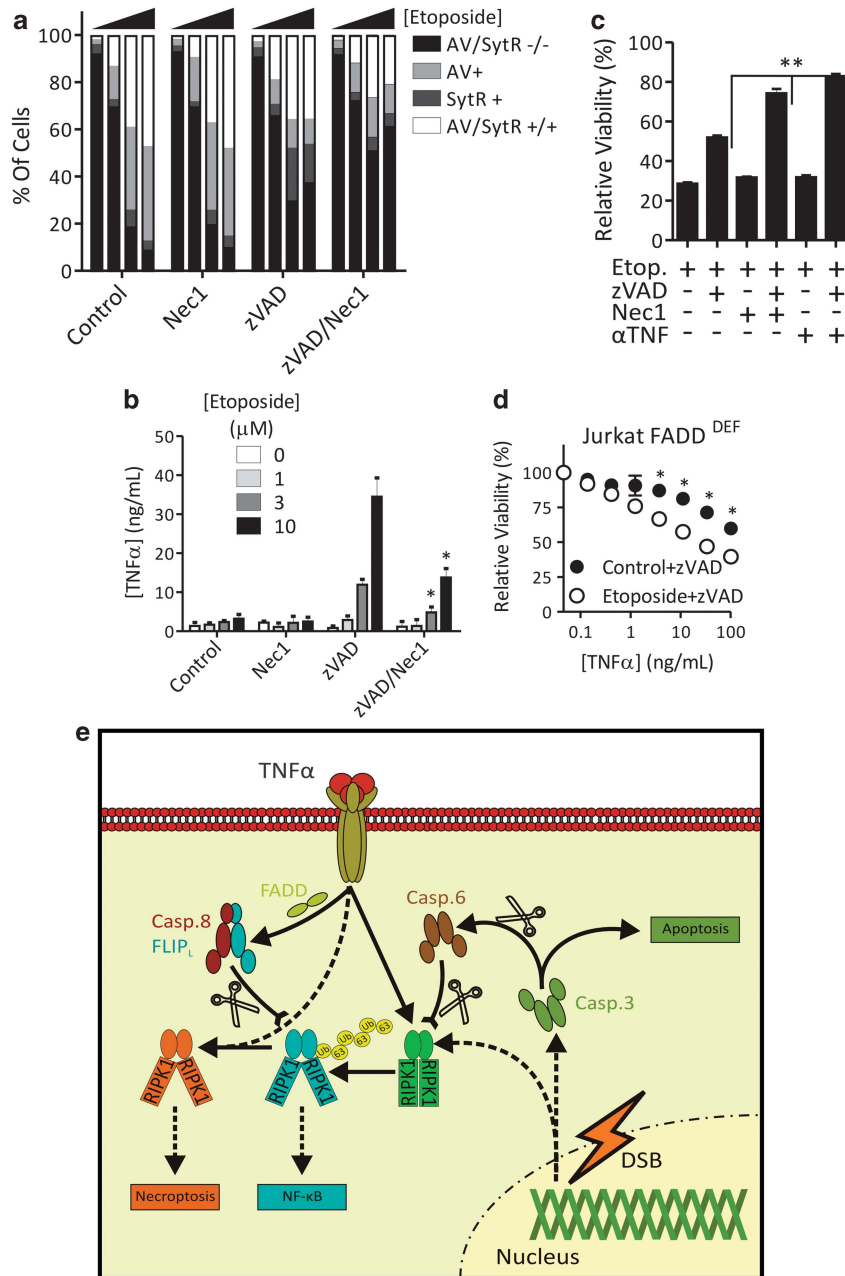 a
[Etoposide]
100
80
60
40
20
0
% Of Cells
AV/SytR -/-
AV+
SytR +
AV/SytR +/+
Control
Nec1
zVAD
zVAD/Nec1
c
100
80
60
40
20
0
Relative Viability (%)
**
Etop. + + + + + +
zVAD - + - + - +
Nec1 - - + + - -
αTNF - - - - + +
b
[Etoposide]
(μM)
0
1
3
10
50
40
30
20
10
0
[TNFα] (ng/mL)
* *
Control
Nec1
zVAD
zVAD/Nec1
d
Jurkat FADD DEF
100
75
50
25
0
Relative Viability (%)
* * * *
Control+zVAD
Etoposide+zVAD
0.1 1 10 100
[TNFα] (ng/mL)
e
TNFα
FADD
Casp.8
FLIPL
Casp.6
Apoptosis
Casp.3
Ub 63 Ub 63 Ub 63
RIPK1 RIPK1
RIPK1 RIPK1
RIPK1 RIPK1
DSB
Necroptosis
NF-κB
Nucleus